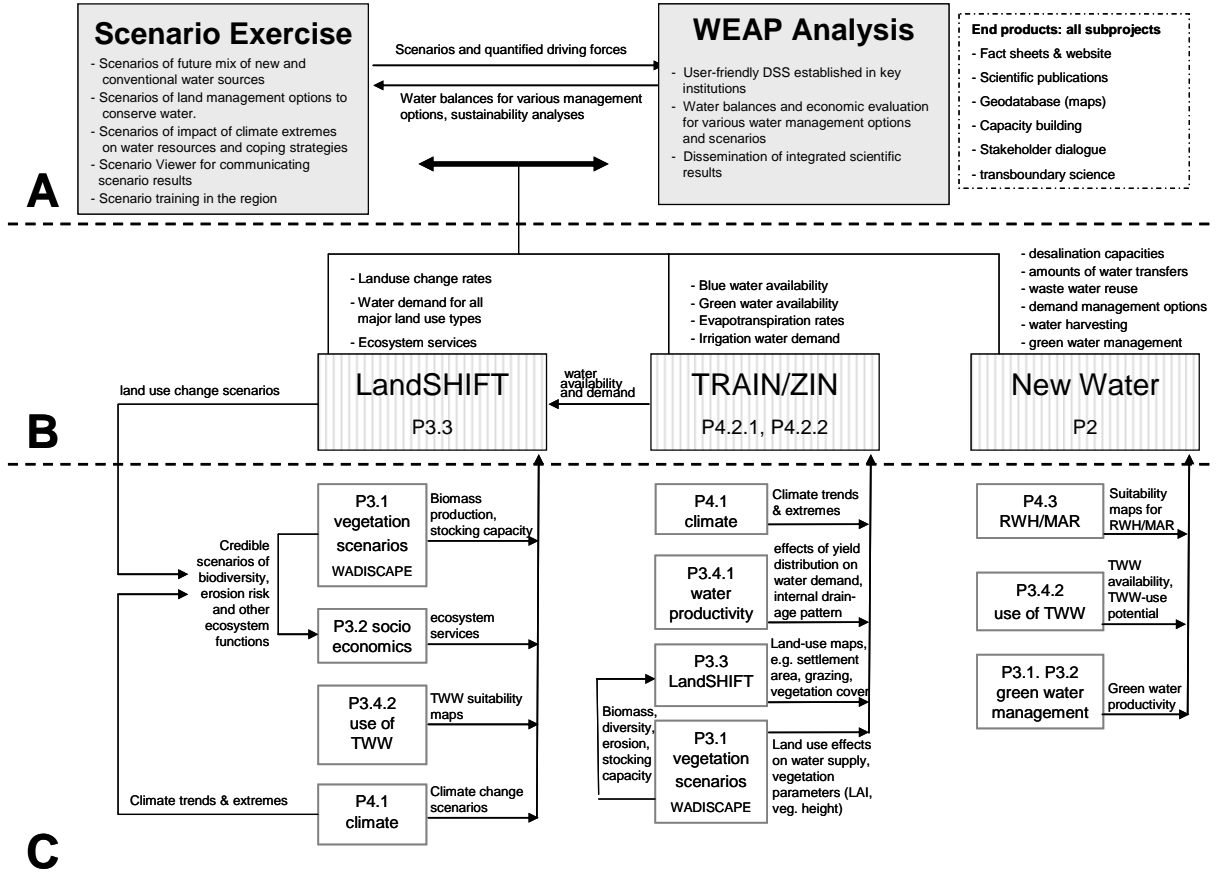 Scenario Exercise
- Scenarios of future mix of new and
conventional water sources
- Scenarios of land management options to
conserve water.
- Scenarios of impact of climate extremes
on water resources and coping strategies
- Scenario Viewer for communicating
scenario results
- Scenario training in the region
Scenarios and quantified driving forces
Water balances for various management
options, sustainability analyses
WEAP Analysis
- User-friendly DSS established in key
institutions
- Water balances and economic evaluation
for various water management options
and scenarios
- Dissemination of integrated scientific
results
End products: all subprojects
- Fact sheets & website
- Scientific publications
- Geodatabase (maps)
- Capacity building
- Stakeholder dialogue
- transboundary science
A
- Landuse change rates
- Water demand for all
major land use types
- Ecosystem services
- Blue water availability
- Green water availability
- Evapotranspiration rates
- Irrigation water demand
- desalination capacities
- amounts of water transfers
- waste water reuse
- demand management options
- water harvesting
- green water management
land use change scenarios
LandSHIFT
P3.3
water
availability
and demand
TRAIN/ZIN
P4.2.1, P4.2.2
New Water
P2
B
Credible
scenarios of
biodiversity,
erosion risk
and other
ecosystem
functions
P3.1
vegetation
scenarios
WADISCAPE
Biomass
production,
stocking capacity
P3.2 socio
economics
ecosystem
services
P3.4.2
use of
TWW
TWW suitability
maps
Climate trends & extremes
P4.1
climate
Climate change
scenarios
P4.1
climate
Climate trends
& extremes
P3.4.1
water
productivity
effects of yield
distribution on
water demand,
internal drain-
age pattern
P3.3
LandSHIFT
Land-use maps,
e.g. settlement
area, grazing,
vegetation cover
Biomass,
diversity,
erosion,
stocking
capacity
P3.1
vegetation
scenarios
WADISCAPE
Land use effects
on water supply,
vegetation
parameters (LAI,
veg. height)
P4.3
RWH/MAR
Suitability
maps for
RWH/MAR
P3.4.2
use of TWW
TWW
availability,
TWW-use
potential
P3.1. P3.2
green water
management
Green water
productivity
C